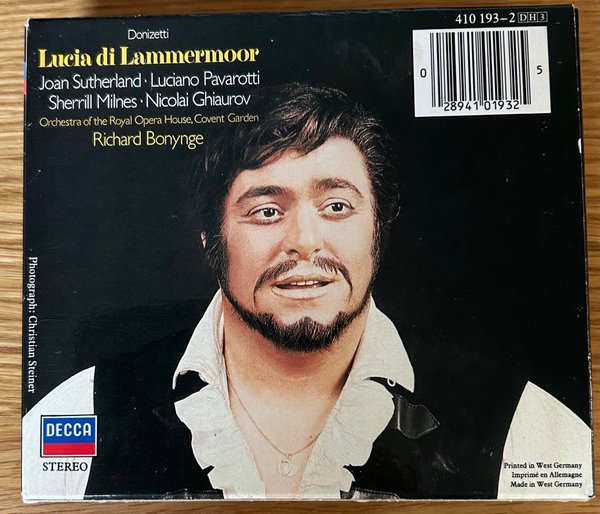 Donizetti
Lucia di Lammermoor
Joan Sutherland · Luciano Pavarotti
Sherrill Milnes · Nicolai Ghiaurov
Orchestra of the Royal Opera House, Covent Garden
Richard Bonynge
410 193-2 DH3
0 28941 01932 5
Photograph: Christian Steiner
DECCA
STEREO
Printed in West Germany
Imprimé en Allemagne
Made in West Germany